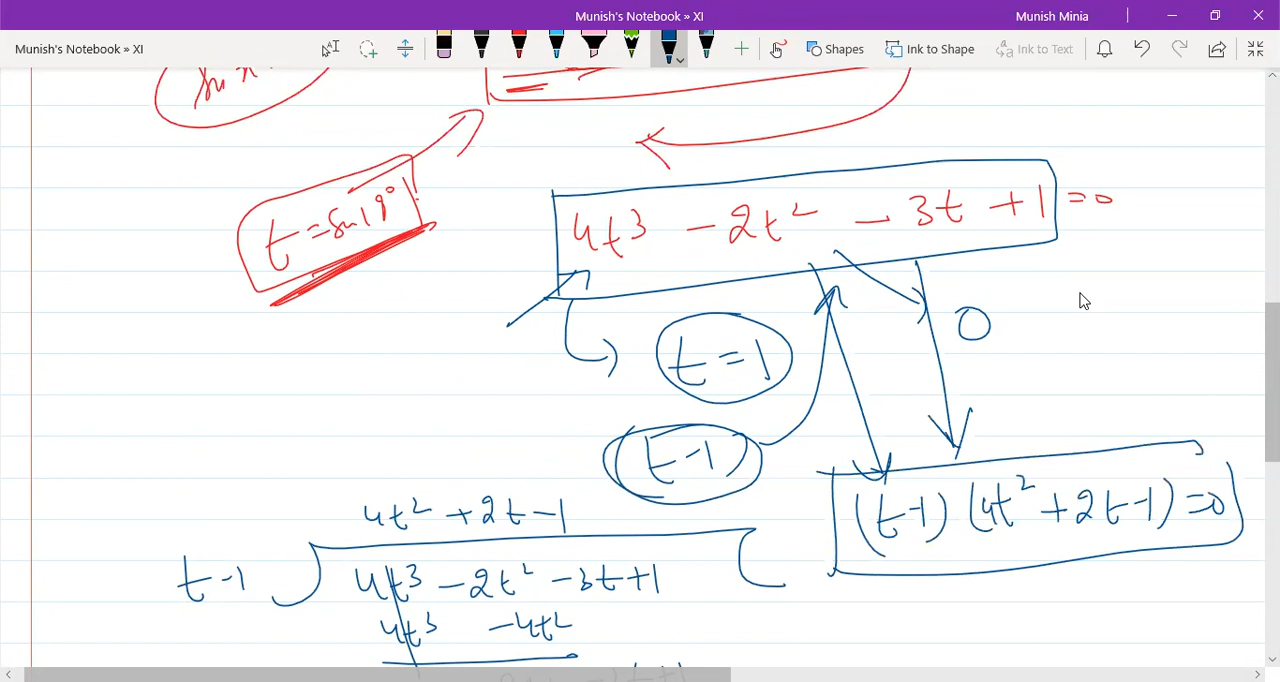 Munish's Notebook » XI
Munish Minia
Munish's Notebook » XI
Shapes
Ink to Shape
Ink to Text
sin x
t = sin 18°
4t³ - 2t² - 3t + 1 = 0
t = 1
0
(t-1)
(t-1) (4t² + 2t - 1) = 0
4t² + 2t - 1
t-1
4t³ - 2t² - 3t + 1
4t³ - 4t²